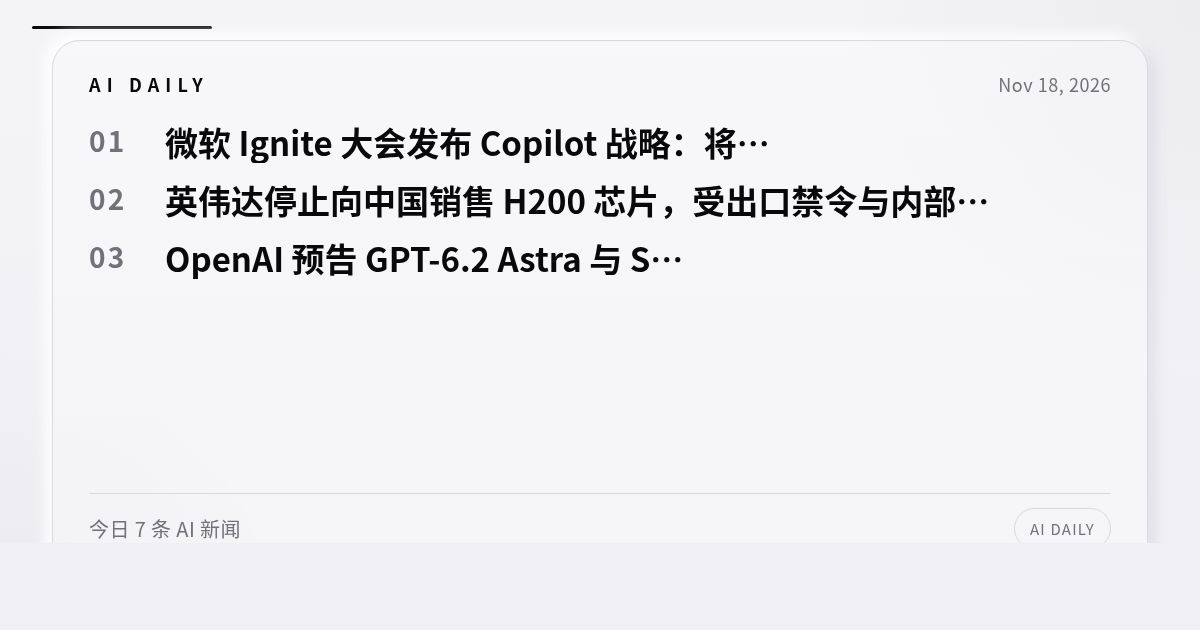 AI DAILY
Nov 18, 2026
01 微软 Ignite 大会发布 Copilot 战略：将…
02 英伟达停止向中国销售 H200 芯片，受出口禁令与内部…
03 OpenAI 预告 GPT-6.2 Astra 与 S…
今日 7 条 AI 新闻
AI DAILY